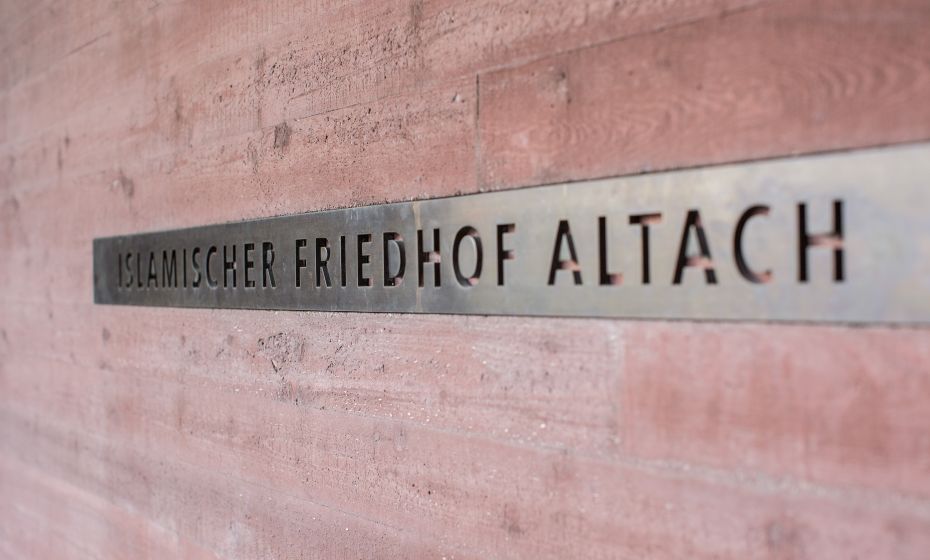 ISLAMISCHER FRIEDHOF ALTACH